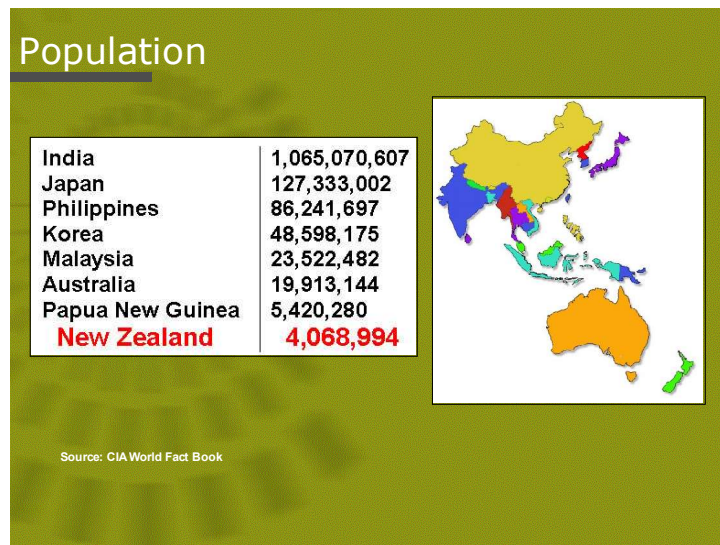 Population
India 1,065,070,607
Japan 127,333,002
Philippines 86,241,697
Korea 48,598,175
Malaysia 23,522,482
Australia 19,913,144
Papua New Guinea 5,420,280
New Zealand 4,068,994
Source: CIA World Fact Book